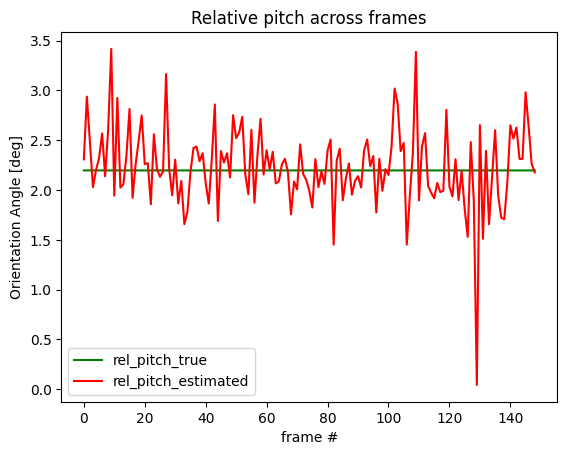 Relative pitch across frames
Orientation Angle [deg]
3.5
3.0
2.5
2.0
1.5
1.0
0.5
0.0
rel_pitch_true
rel_pitch_estimated
0 20 40 60 80 100 120 140
frame #